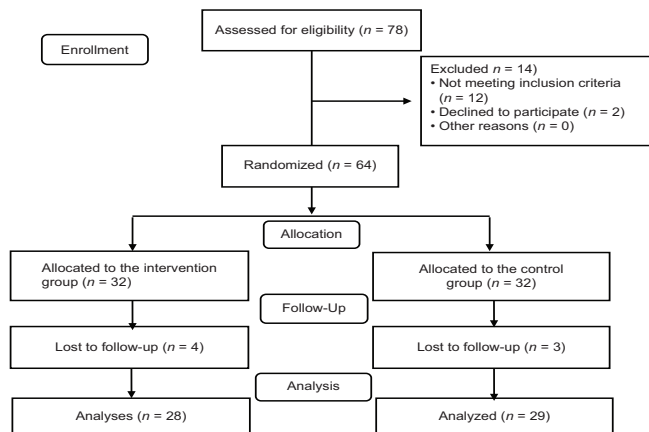 Assessed for eligibility (n = 78)
Enrollment
Excluded n = 14)
• Not meeting inclusion criteria
(n = 12)
• Declined to participate (n = 2)
• Other reasons (n = 0)
Randomized (n = 64)
Allocation
Allocated to the intervention
group (n = 32)
Allocated to the control
group (n = 32)
Follow-Up
Lost to follow-up (n = 4)
Lost to follow-up (n = 3)
Analysis
Analyses (n = 28)
Analyzed (n = 29)